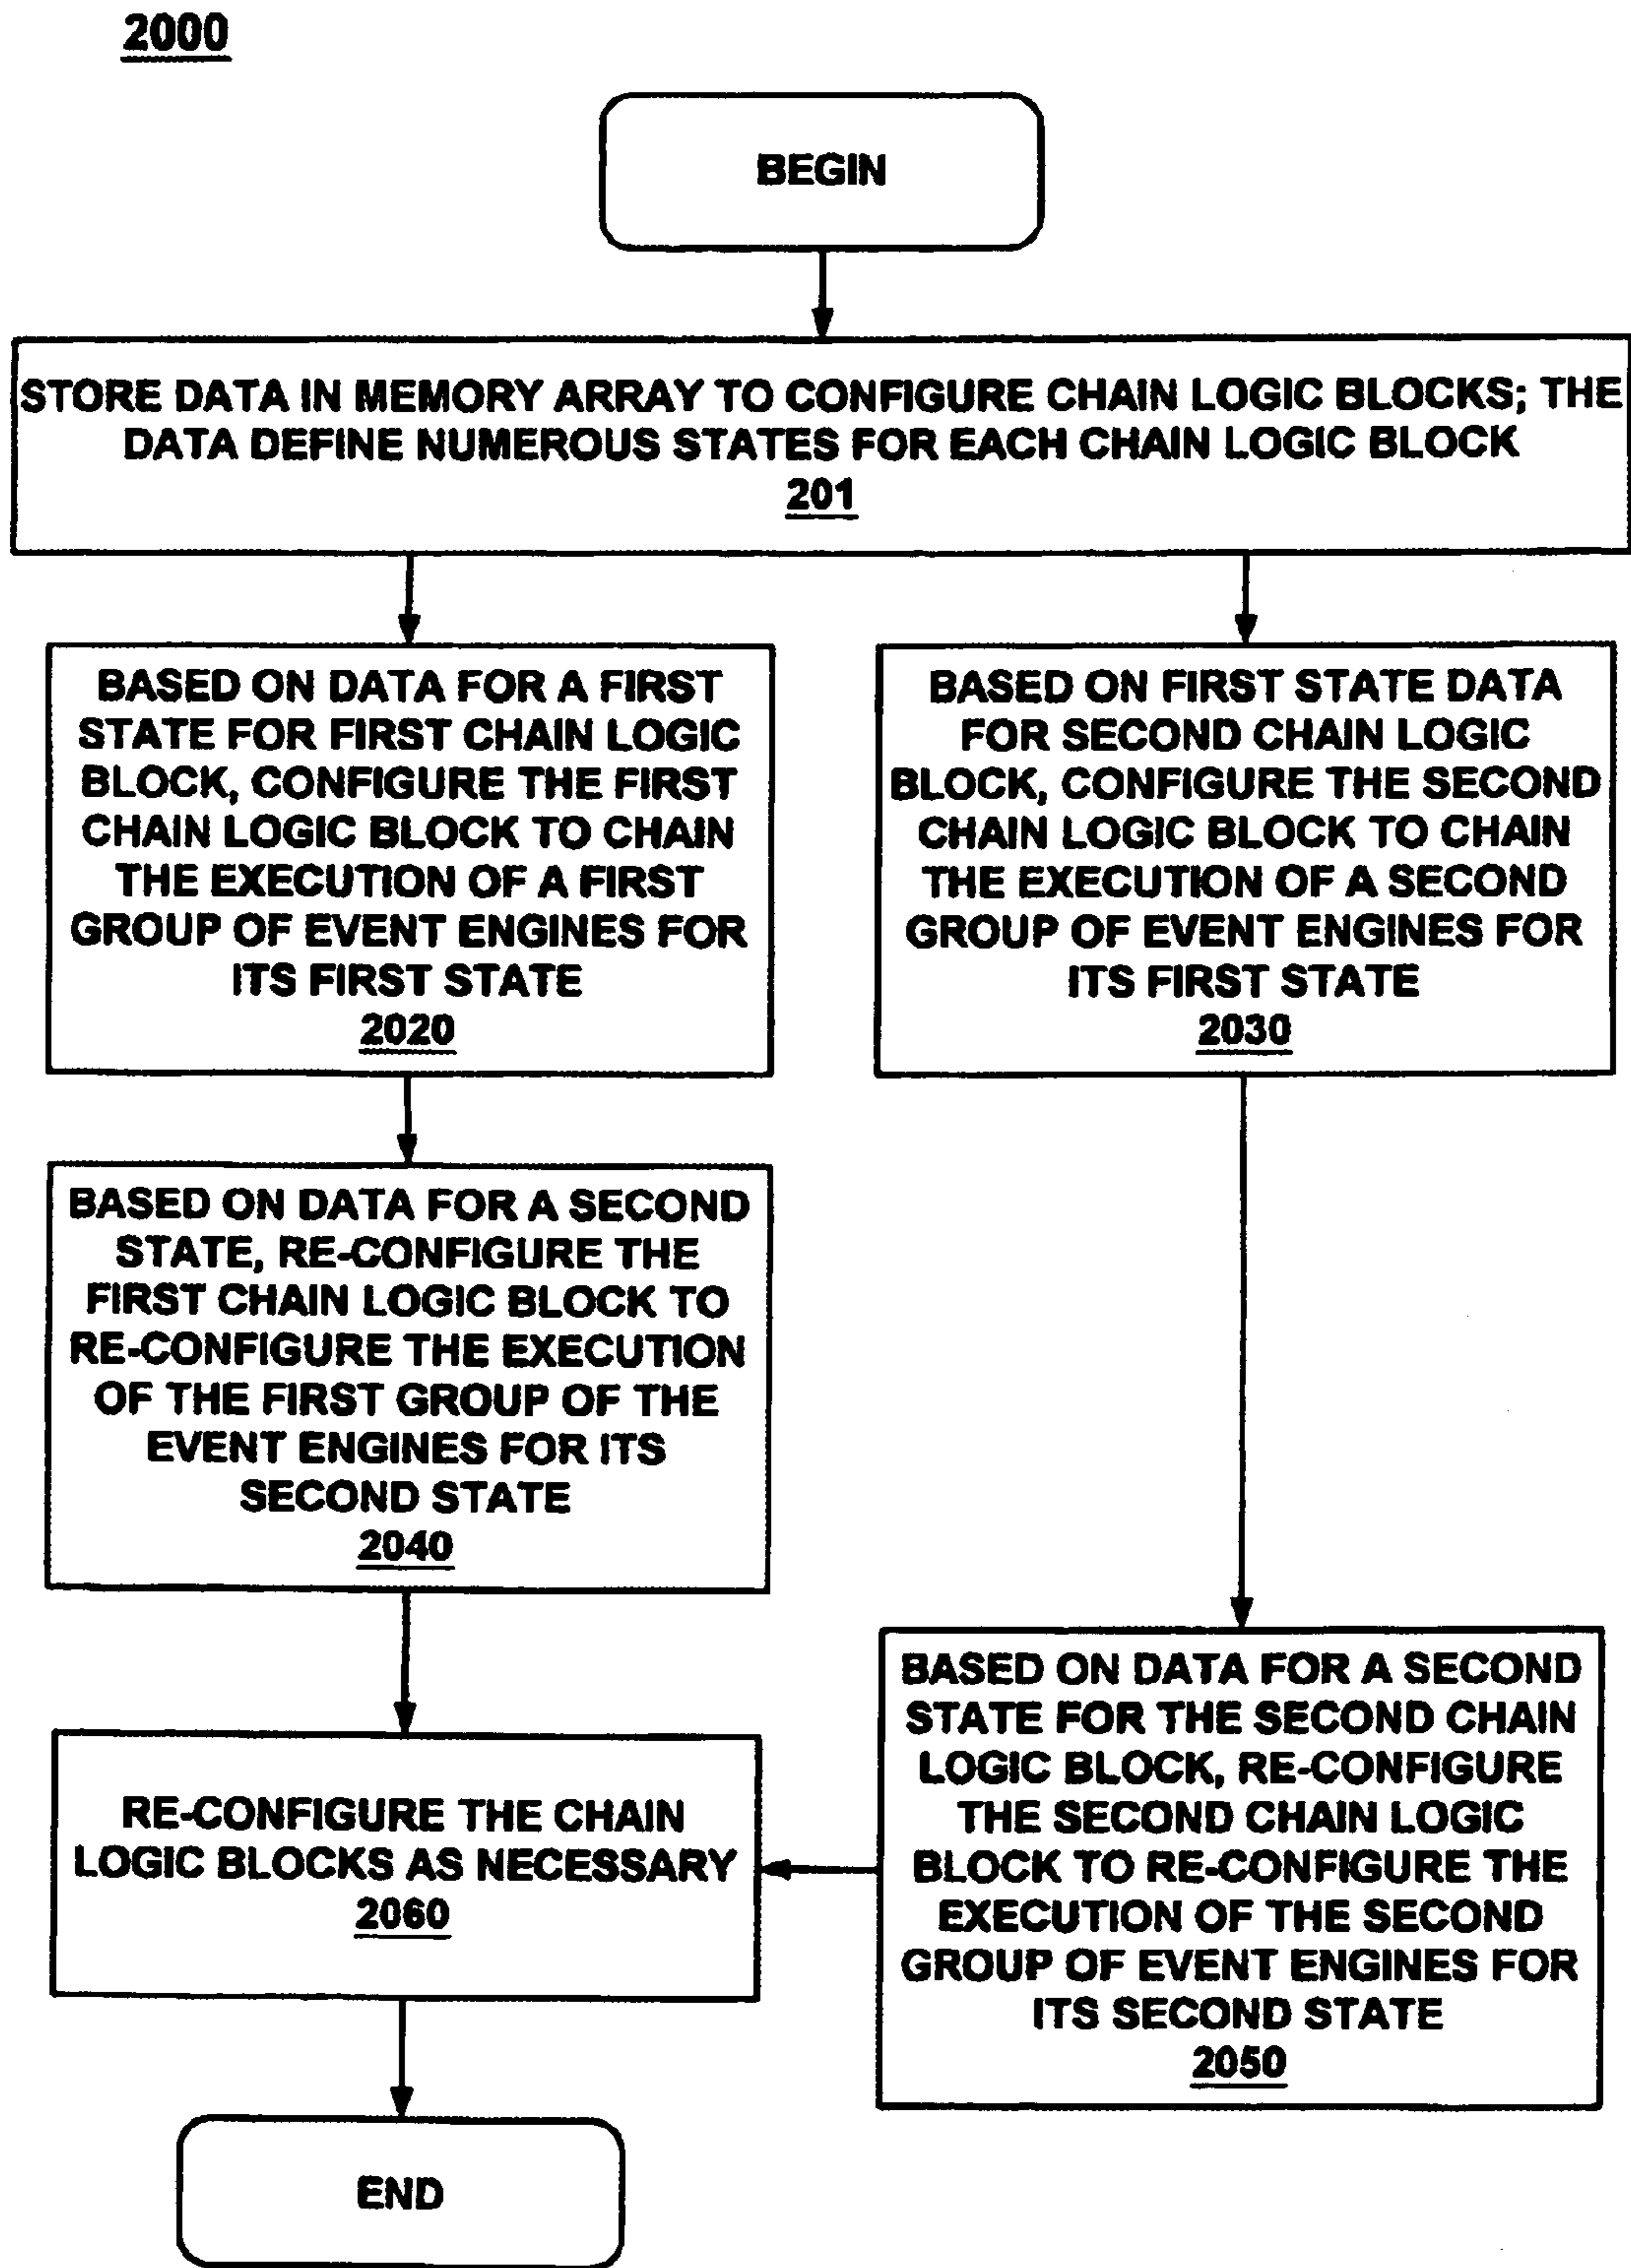 2000
BEGIN
STORE DATA IN MEMORY ARRAY TO CONFIGURE CHAIN LOGIC BLOCKS; THE
DATA DEFINE NUMEROUS STATES FOR EACH CHAIN LOGIC BLOCK
201
BASED ON DATA FOR A FIRST
STATE FOR FIRST CHAIN LOGIC
BLOCK, CONFIGURE THE FIRST
CHAIN LOGIC BLOCK TO CHAIN
THE EXECUTION OF A FIRST
GROUP OF EVENT ENGINES FOR
ITS FIRST STATE
2020
BASED ON FIRST STATE DATA
FOR SECOND CHAIN LOGIC
BLOCK, CONFIGURE THE SECOND
CHAIN LOGIC BLOCK TO CHAIN
THE EXECUTION OF A SECOND
GROUP OF EVENT ENGINES FOR
ITS FIRST STATE
2030
BASED ON DATA FOR A SECOND
STATE, RE-CONFIGURE THE
FIRST CHAIN LOGIC BLOCK TO
RE-CONFIGURE THE EXECUTION
OF THE FIRST GROUP OF THE
EVENT ENGINES FOR ITS
SECOND STATE
2040
BASED ON DATA FOR A SECOND
STATE FOR THE SECOND CHAIN
LOGIC BLOCK, RE-CONFIGURE
THE SECOND CHAIN LOGIC
BLOCK TO RE-CONFIGURE THE
EXECUTION OF THE SECOND
GROUP OF EVENT ENGINES FOR
ITS SECOND STATE
2050
RE-CONFIGURE THE CHAIN
LOGIC BLOCKS AS NECESSARY
2060
END